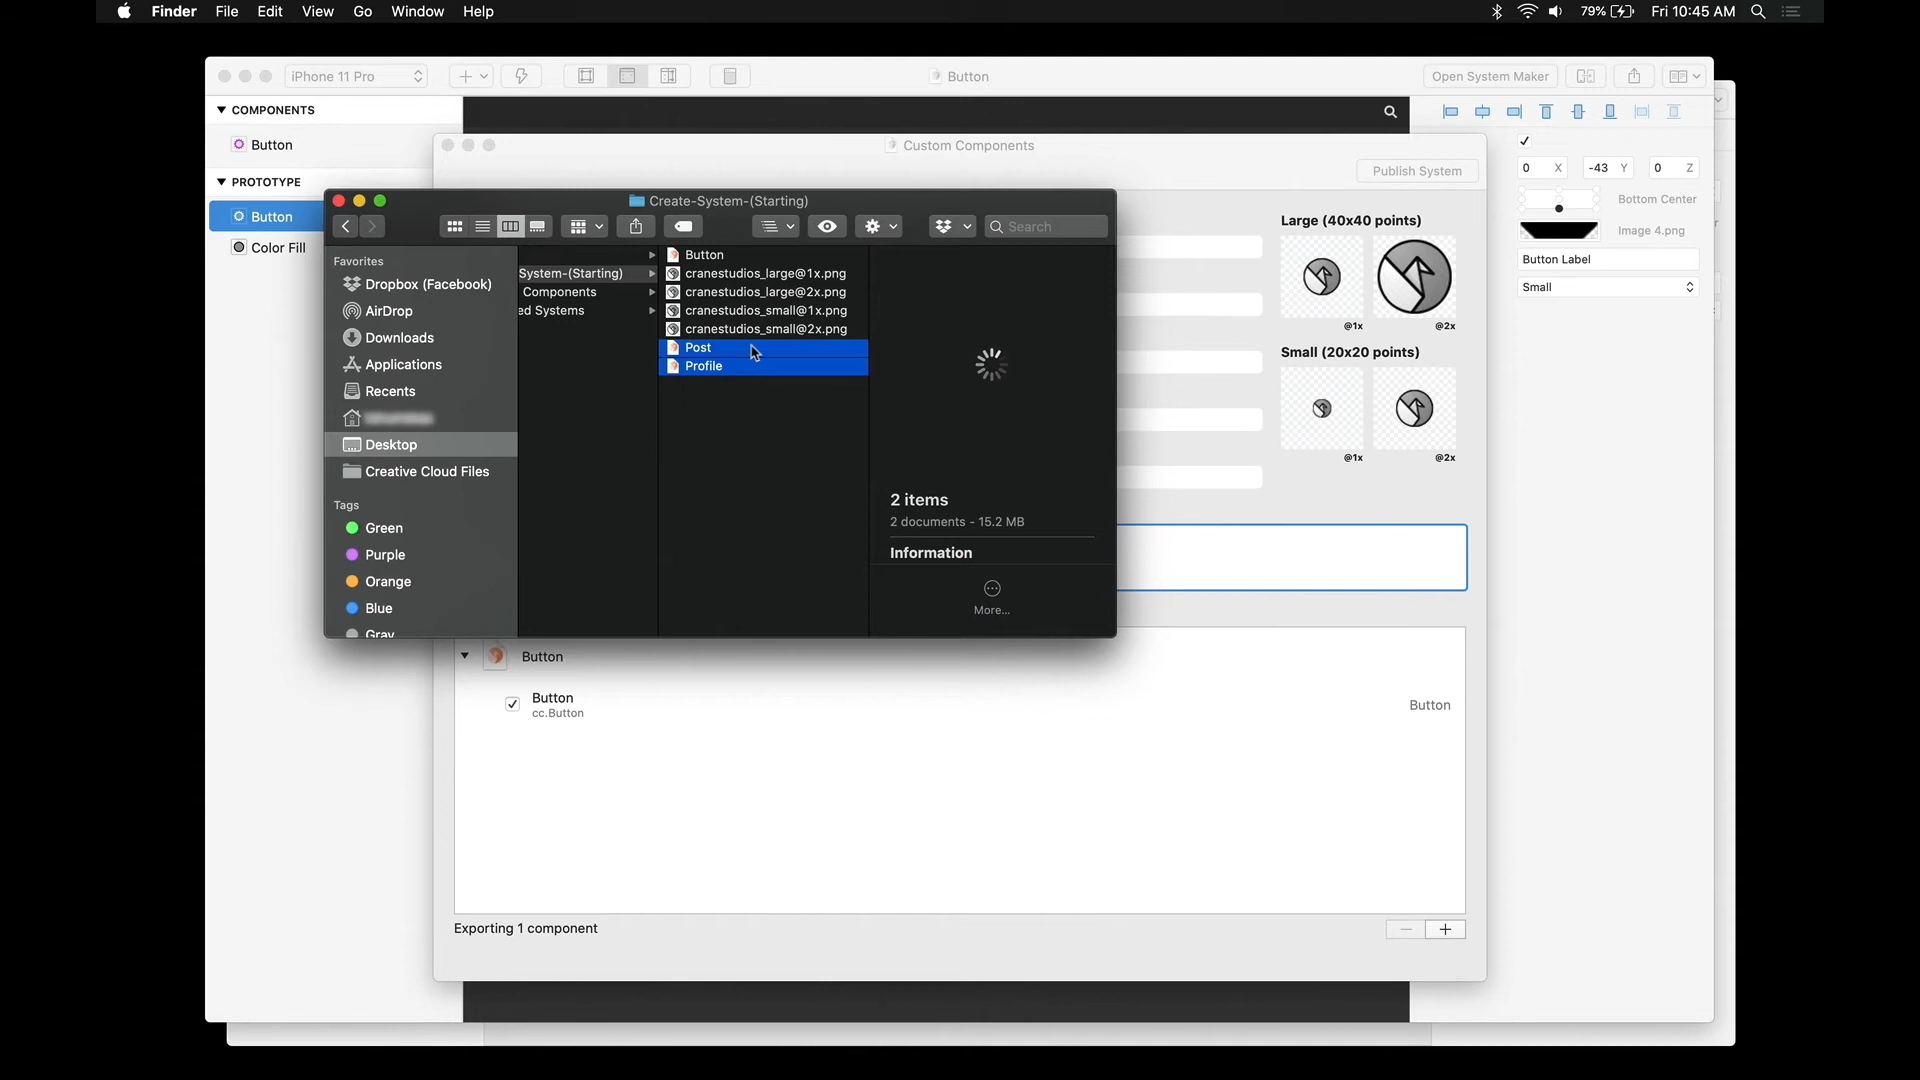 Finder File Edit View Go Window Help
79% Fri 10:45 AM
iPhone 11 Pro
Button
Open System Maker
COMPONENTS
Button
PROTOTYPE
Button
Color Fill
Custom Components
Publish System
0 X -43 Y 0 Z
Bottom Center
Image 4.png
Button Label
Small
Large (40x40 points)
@1x @2x
Small (20x20 points)
@1x @2x
Create-System-(Starting)
Search
Favorites
Dropbox (Facebook)
AirDrop
Downloads
Applications
Recents
Desktop
Creative Cloud Files
Tags
Green
Purple
Orange
Blue
Gray
System-(Starting)
Components
ed Systems
Button
cranestudios_large@1x.png
cranestudios_large@2x.png
cranestudios_small@1x.png
cranestudios_small@2x.png
Post
Profile
2 items
2 documents - 15.2 MB
Information
More...
Button
Button
cc.Button
Button
Exporting 1 component